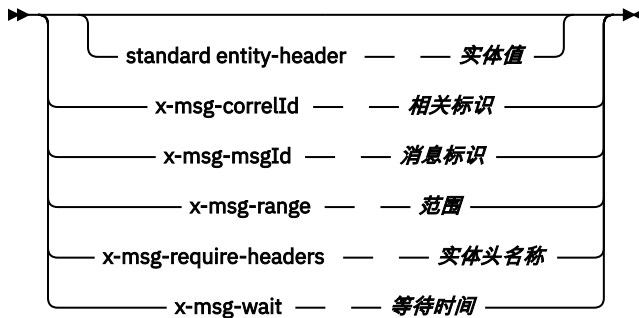 standard entity-header — 实体值
x-msg-correlId — 相关标识
x-msg-msgId — 消息标识
x-msg-range — 范围
x-msg-require-headers — 实体头名称
x-msg-wait — 等待时间